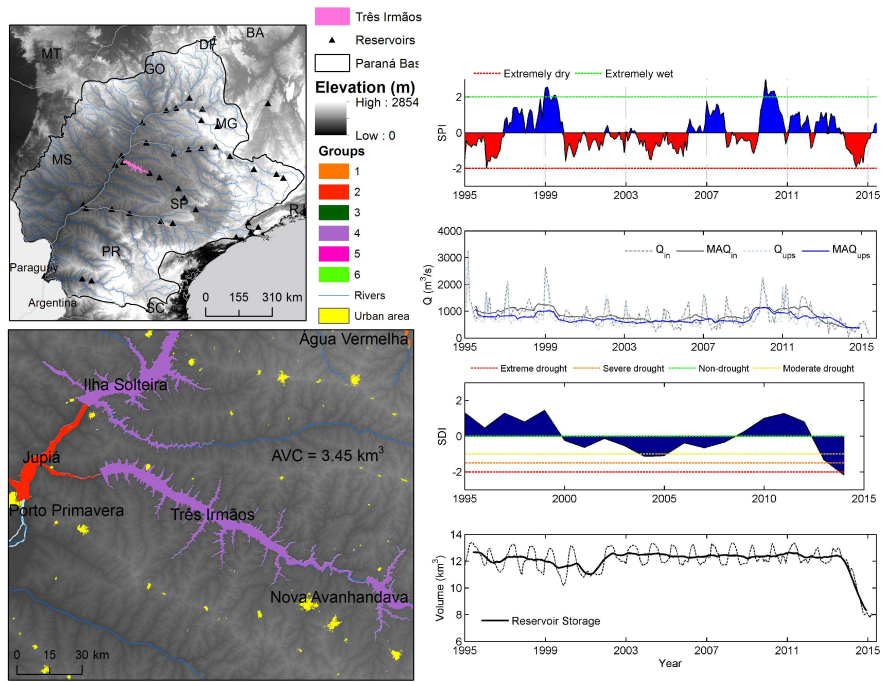 Três Irmãos
Reservoirs
Paraná Bas
Elevation (m)
High : 2854
Low : 0
Groups
1
2
3
4
5
6
Rivers
Urban area
MT
DF
BA
GO
MG
MS
SP
R
PR
Paraguay
Argentina
SC
0 155 310 km
Água Vermelha
Ilha Solteira
AVC = 3.45 km³
Jupiá
Porto Primavera
Três Irmãos
Nova Avanhandava
0 15 30 km
Extremely dry
Extremely wet
SPI
2
0
-2
1995 1999 2003 2007 2011 2015
Q (m³/s)
4000
3000
2000
1000
0
Q_in MAQ_in Q_ups MAQ_ups
1995 1999 2003 2007 2011 2015
Extreme drought Severe drought Non-drought Moderate drought
SDI
2
0
-2
1995 2000 2005 2010 2015
Volume (km³)
14
12
10
8
6
Reservoir Storage
1995 1999 2003 2007 2011 2015
Year